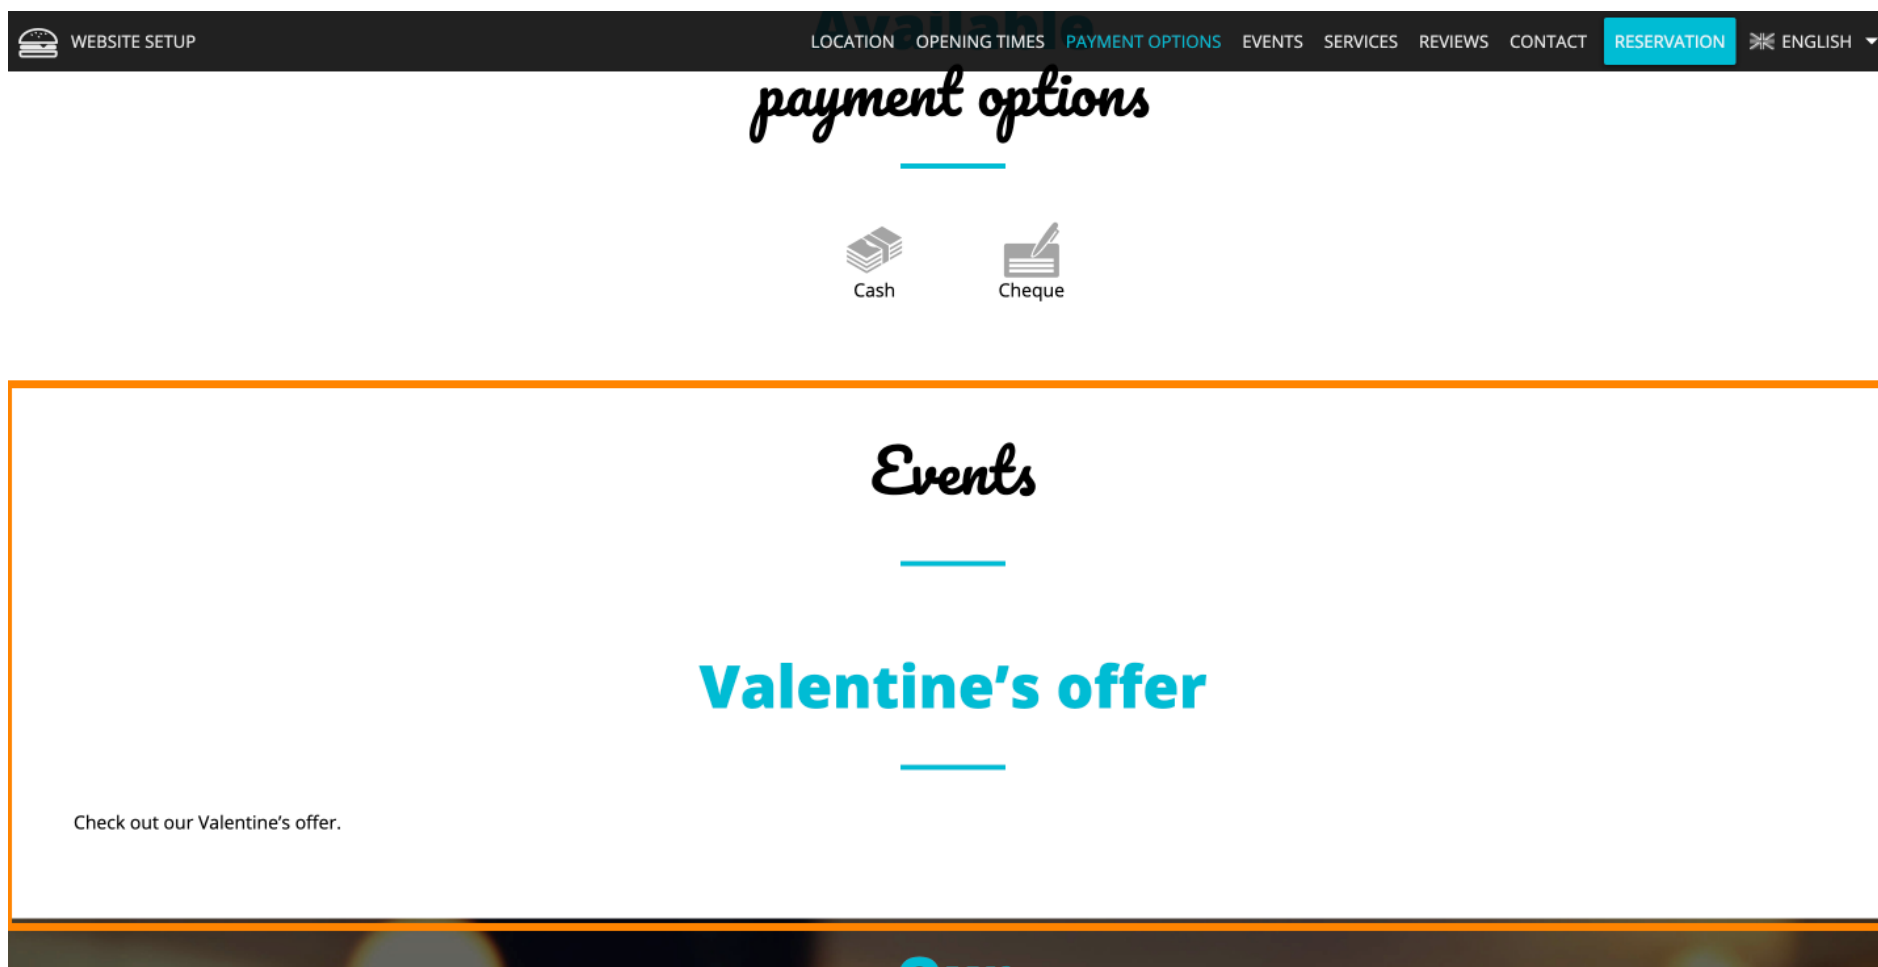 WEBSITE SETUP
LOCATION OPENING TIMES PAYMENT OPTIONS EVENTS SERVICES REVIEWS CONTACT RESERVATION ENGLISH
Available
payment options
Cash Cheque
Events
Valentine’s offer
Check out our Valentine’s offer.